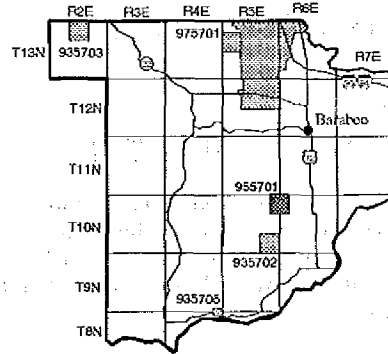 R2E R3E R4E R5E R6E
R7E
T13N 935703 975701
T12N
Baraboo
T11N
955701
T10N
935702
T9N
935705
T8N